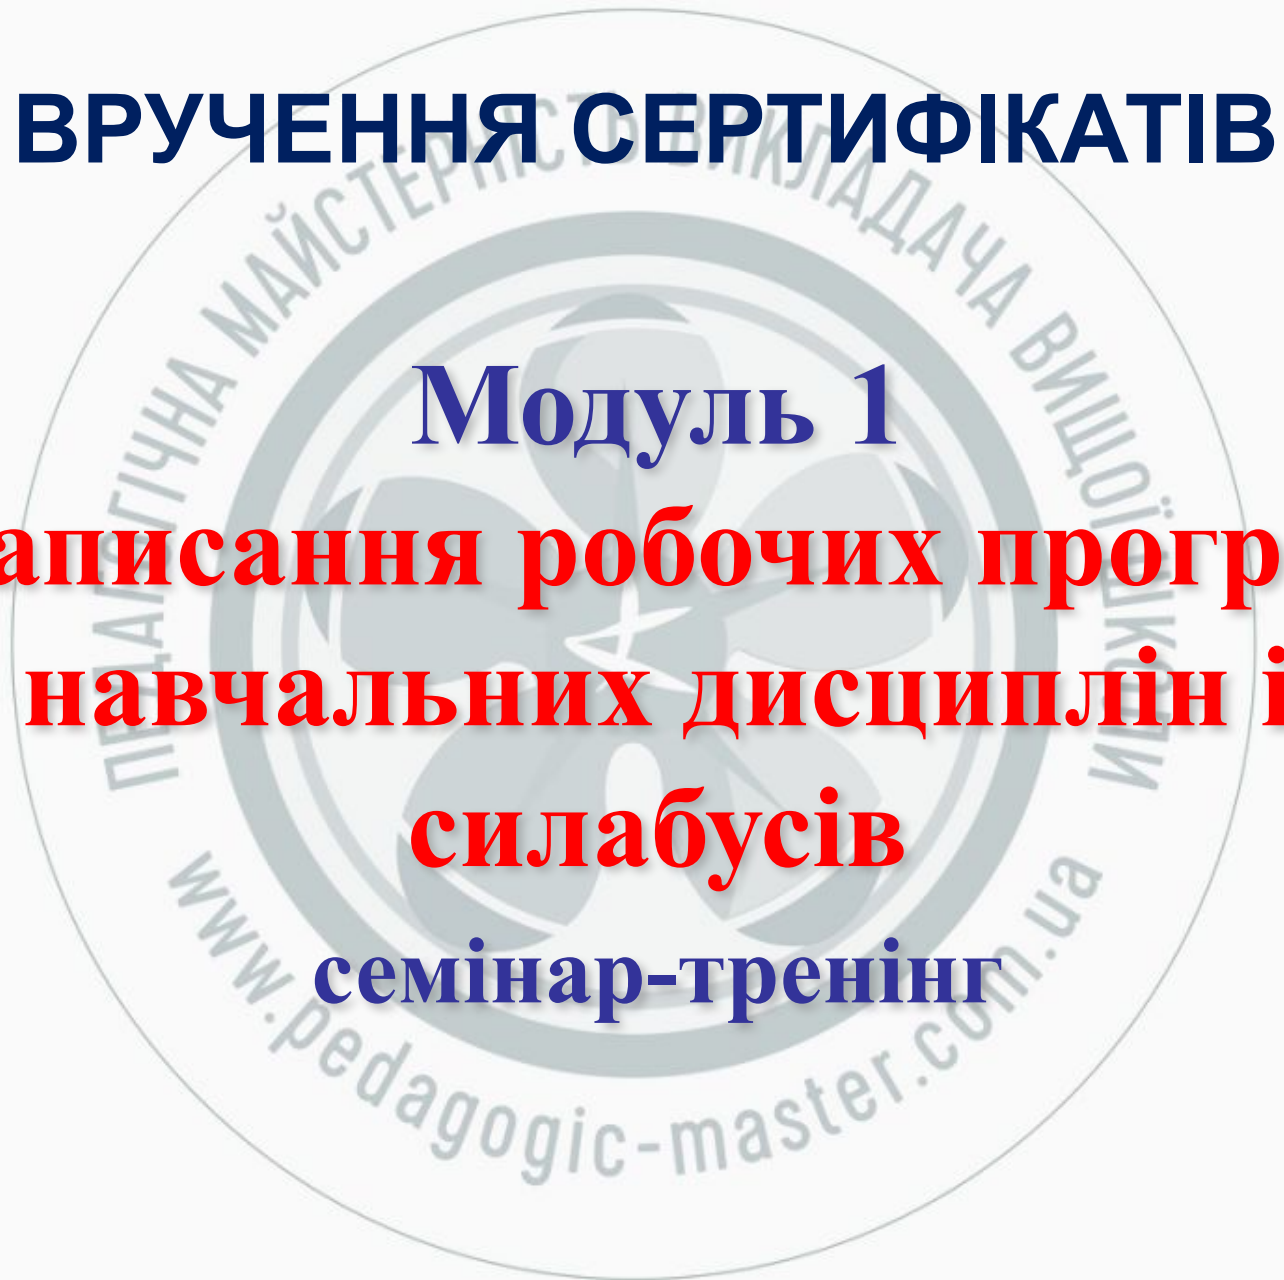 ВРУЧЕННЯ СЕРТИФІКАТІВ
ПЕДАГОГІЧНА МАЙСТЕРНІСТЬ ВИКЛАДАЧА ВИЩОЇ ШКОЛИ
Модуль 1
аписання робочих прогр
навчальних дисциплін і
силабусів
семінар-тренінг
www.pedagogic-master.com.ua